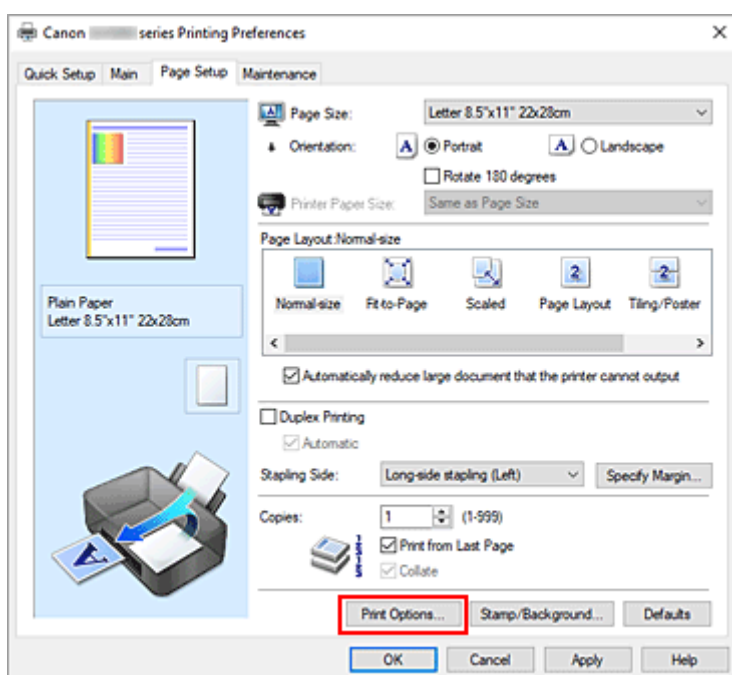 Canon series Printing Preferences
Quick Setup Main Page Setup Maintenance
Page Size: Letter 8.5"x11" 22x28cm
Orientation: A Portrait A Landscape
Rotate 180 degrees
Printer Paper Size: Same as Page Size
Page Layout:Normal-size
2 2
Normal-size Fit-to-Page Scaled Page Layout Tiling/Poster
Plain Paper
Letter 8.5"x11" 22x28cm
Automatically reduce large document that the printer cannot output
Duplex Printing
Automatic
Stapling Side: Long-side stapling (Left) Specify Margin...
Copies: 1 (1-999)
Print from Last Page
Collate
A
Print Options... Stamp/Background... Defaults
OK Cancel Apply Help